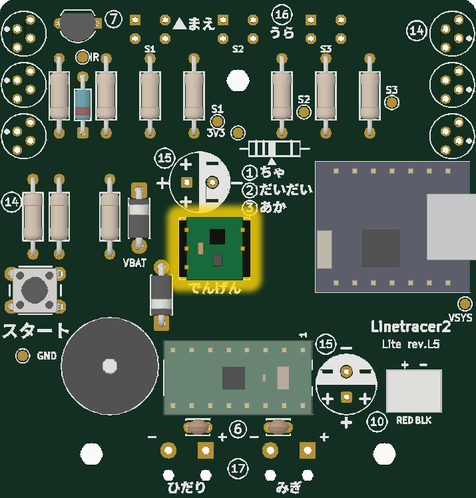 ⑦
▲まえ
⑯
うら
⑭
IR
S1
S2
S3
S1
S2
S3
3V3
⑮
①ちゃ
②だいだい
③あか
⑭
VBAT
でんげん
スタート
GND
VSYS
Linetracer2
Lite rev.L5
1
⑮
−
+
+ −
RED BLK
⑩
− + ⑥ − +
⑰
ひだり
みぎ